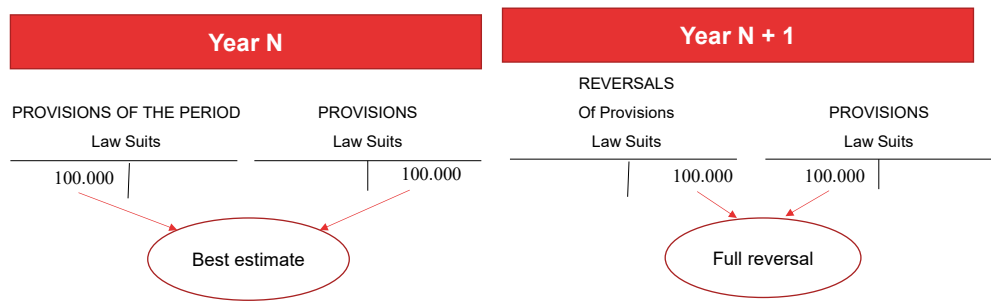 Year N
PROVISIONS OF THE PERIOD
Law Suits
PROVISIONS
Law Suits
100.000
100.000
Best estimate
Year N + 1
REVERSALS
Of Provisions
Law Suits
PROVISIONS
Law Suits
100.000
100.000
Full reversal